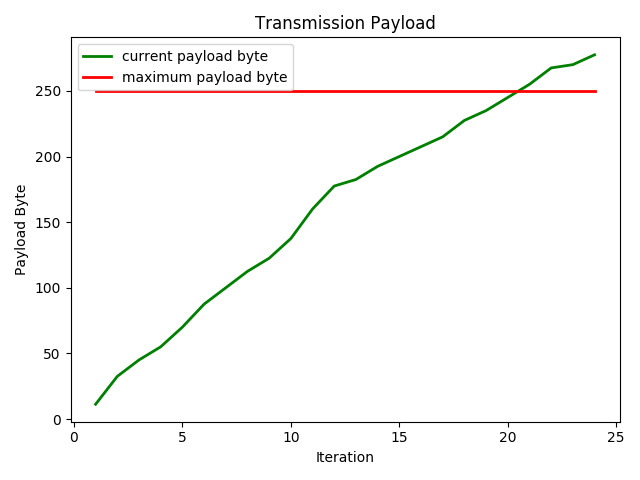 Transmission Payload
current payload byte
maximum payload byte
Payload Byte
250
200
150
100
50
0
0 5 10 15 20 25
Iteration